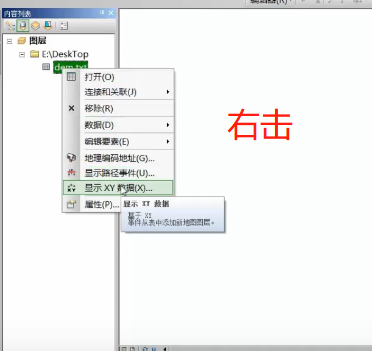 内容列表
图层
E:\DeskTop
dem.txt
打开(O)
连接和关联(J)
移除(R)
数据(D)
编辑要素(E)
地理编码地址(G)...
显示路径事件(U)...
显示 XY 数据(X)...
属性(P)...
显示 XY 数据
基于 XY
事件从表中添加新地图图层。
右击